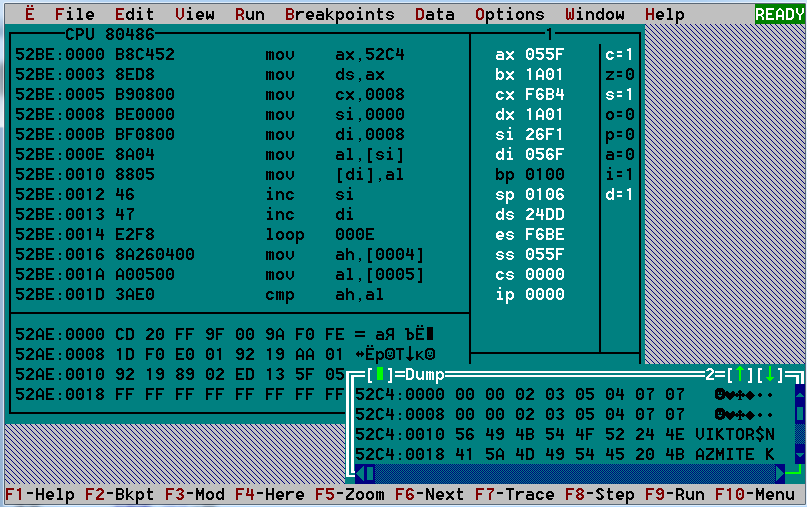 Ë File Edit View Run Breakpoints Data Options Window Help READY
CPU 80486 1
52BE:0000 B8C452 mov ax,52C4 ax 055F c=1
52BE:0003 8ED8 mov ds,ax bx 1A01 z=0
52BE:0005 B90800 mov cx,0008 cx F6B4 s=1
52BE:0008 BE0000 mov si,0000 dx 1A01 o=0
52BE:000B BF0800 mov di,0008 si 26F1 p=0
52BE:000E 8A04 mov al,[si] di 056F a=0
52BE:0010 8805 mov [di],al bp 0100 i=1
52BE:0012 46 inc si sp 0106 d=1
52BE:0013 47 inc di ds 24DD
52BE:0014 E2F8 loop 000E es F6BE
52BE:0016 8A260400 mov ah,[0004] ss 055F
52BE:001A A00500 mov al,[0005] cs 0000
52BE:001D 3AE0 cmp ah,al ip 0000
52AE:0000 CD 20 FF 9F 00 9A F0 FE = аЯ ЪЁ■
52AE:0008 1D F0 E0 01 92 19 AA 01 ↔Ёр☺Т↓к☺
52AE:0010 92 19 89 02 ED 13 5F 05
52AE:0018 FF FF FF FF FF FF FF FF
[■]=Dump 2=[↑][↓]
52C4:0000 00 00 02 03 05 04 07 07 ☻♥♣♦••
52C4:0008 00 00 02 03 05 04 07 07 ☻♥♣♦••
52C4:0010 56 49 4B 54 4F 52 24 4E VIKTOR$N
52C4:0018 41 5A 4D 49 54 45 20 4B AZMITE K
F1-Help F2-Bkpt F3-Mod F4-Here F5-Zoom F6-Next F7-Trace F8-Step F9-Run F10-Menu